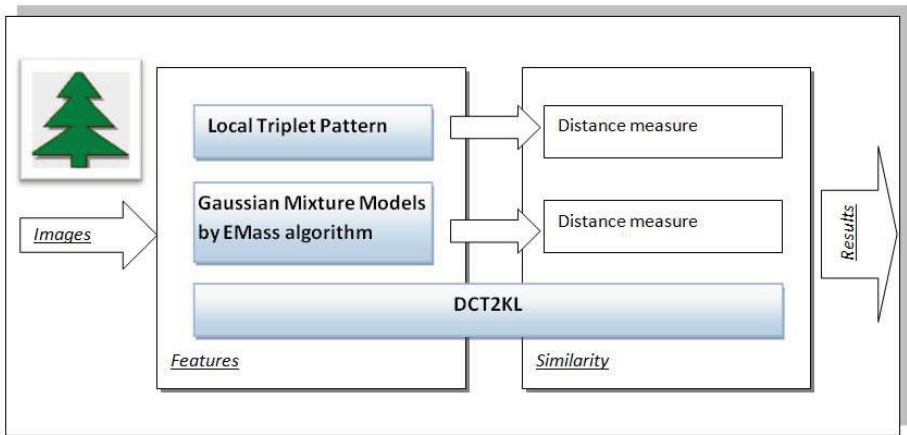 Local Triplet Pattern
Distance measure
Gaussian Mixture Models
by EMass algorithm
Distance measure
Images
Results
DCT2KL
Features
Similarity